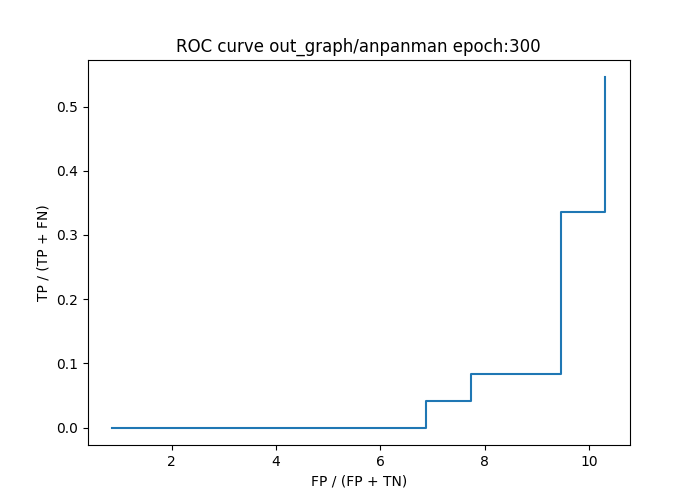 ROC curve out_graph/anpanman epoch:300
TP / (TP + FN)
0.5
0.4
0.3
0.2
0.1
0.0
2 4 6 8 10
FP / (FP + TN)